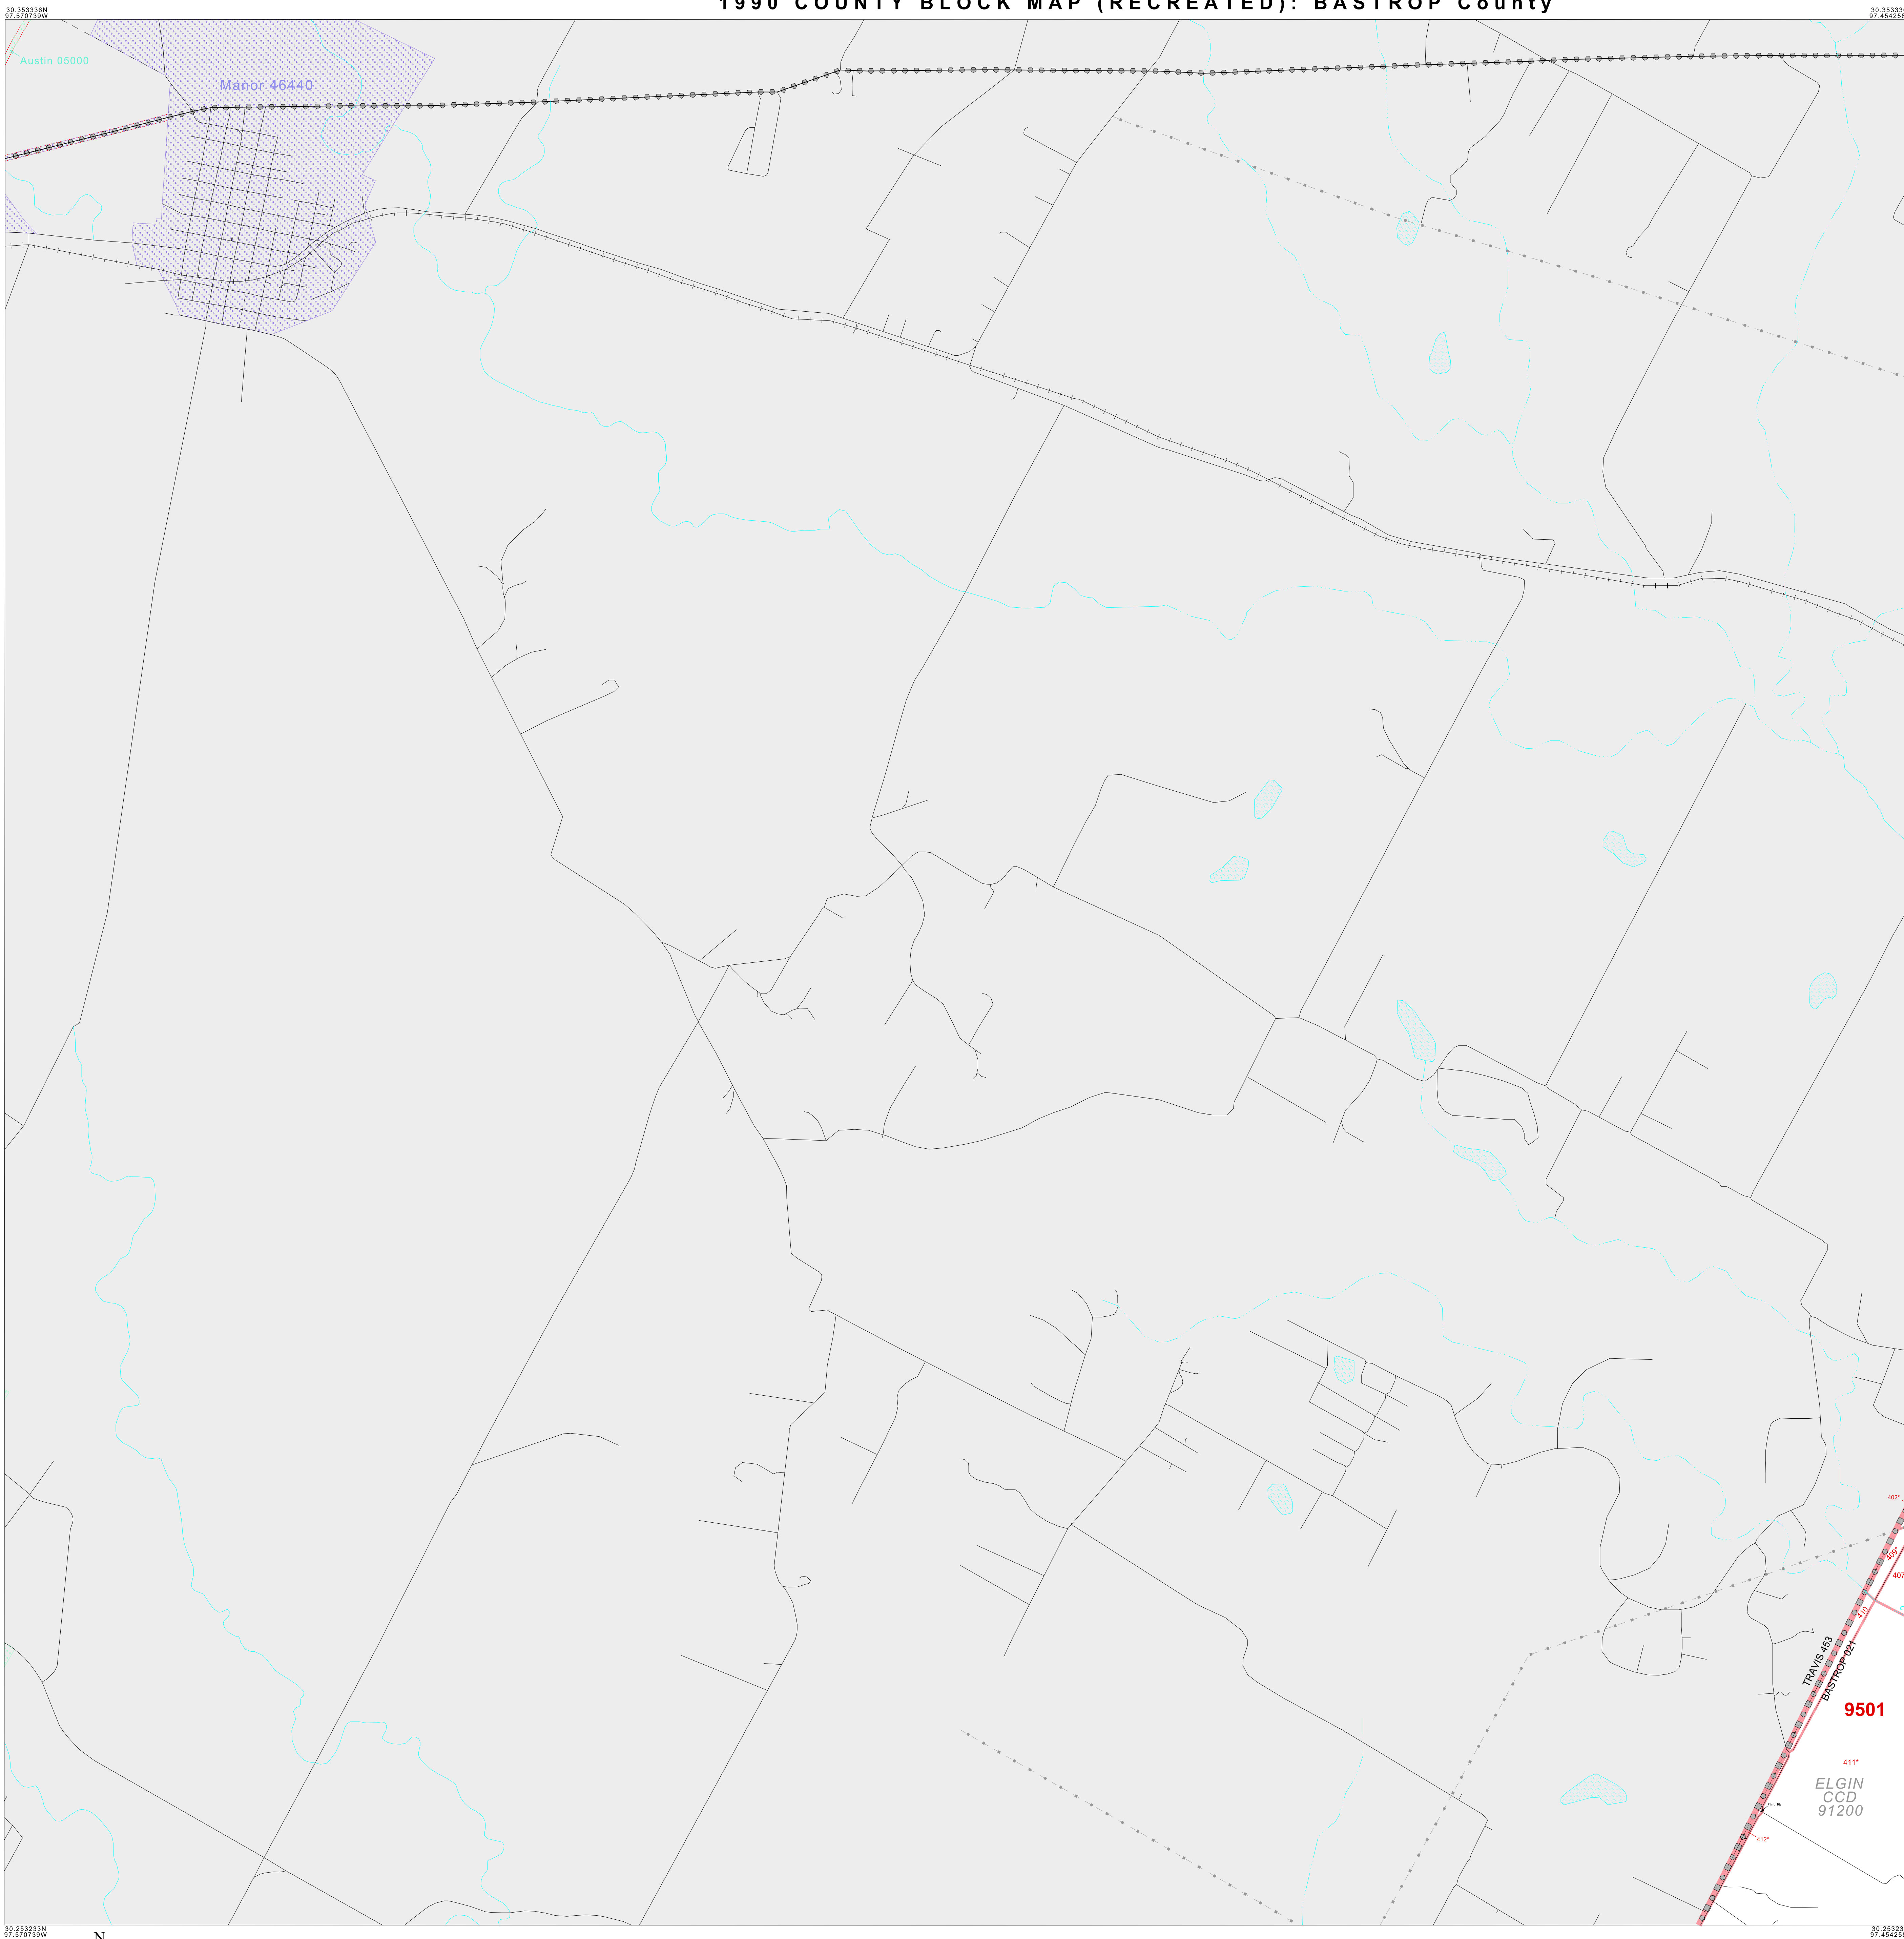 1990 COUNTY BLOCK MAP (RECREATED): BASTROP County
30.353336N
97.570739W
Austin 05000
Manor 46440
402*
409*
407
410
TRAVIS 453
BASTROP 021
9501
411*
ELGIN
CCD
91200
412*
30.253233N
97.570739W
N